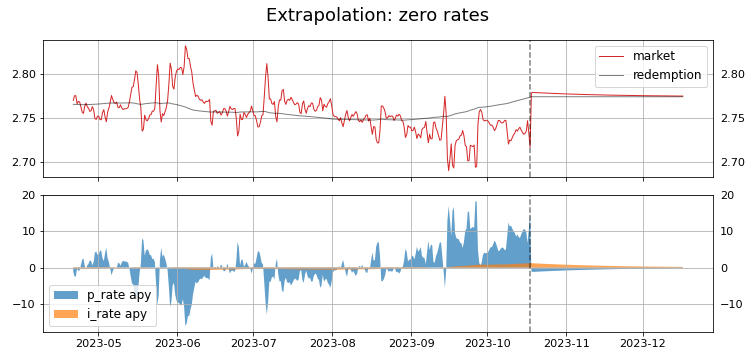 Extrapolation: zero rates
2.80
2.75
2.70
market
redemption
2.80
2.75
2.70
20
10
0
−10
p_rate apy
i_rate apy
20
10
0
−10
2023-05 2023-06 2023-07 2023-08 2023-09 2023-10 2023-11 2023-12